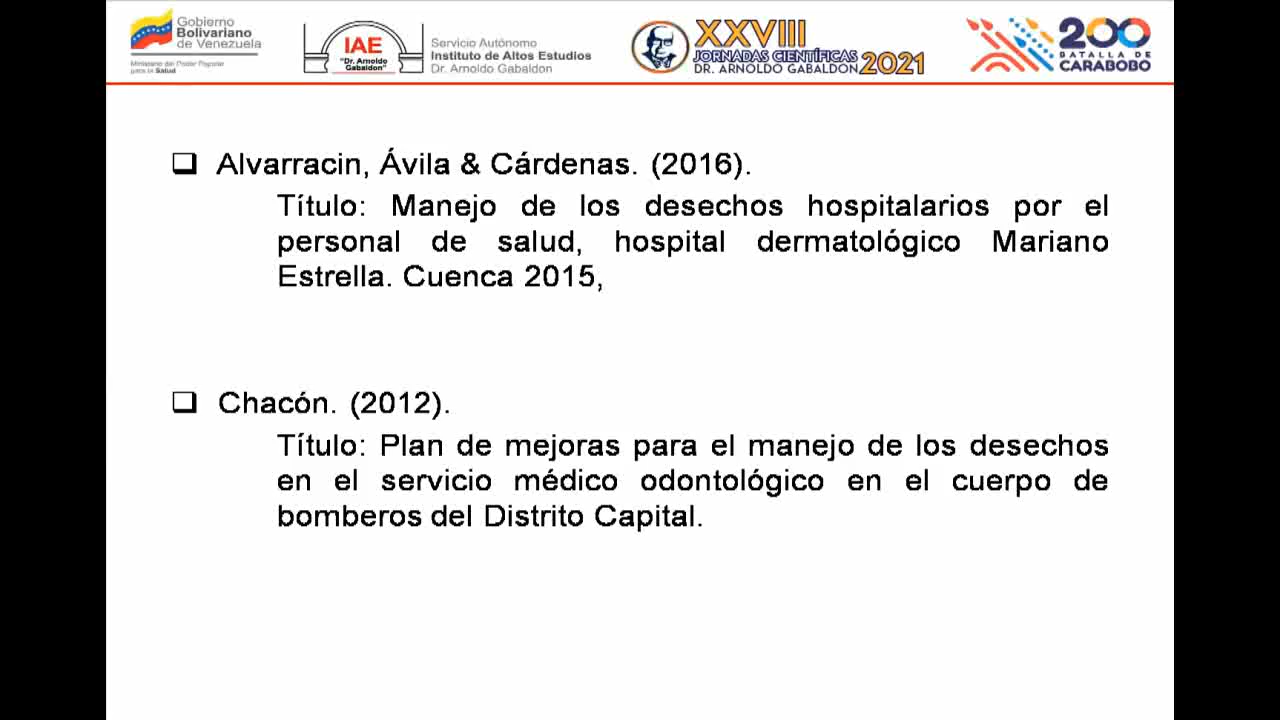 Gobierno
Bolivariano
de Venezuela
Ministerio del Poder Popular
para la Salud
IAE
"Dr. Arnoldo
Gabaldon"
Servicio Autónomo
Instituto de Altos Estudios
Dr. Arnoldo Gabaldon
XXVIII
JORNADAS CIENTÍFICAS
DR. ARNOLDO GABALDON 2021
200
BATALLA DE
CARABOBO
Alvarracin, Ávila & Cárdenas. (2016).
Título: Manejo de los desechos hospitalarios por el
personal de salud, hospital dermatológico Mariano
Estrella. Cuenca 2015,
Chacón. (2012).
Título: Plan de mejoras para el manejo de los desechos
en el servicio médico odontológico en el cuerpo de
bomberos del Distrito Capital.